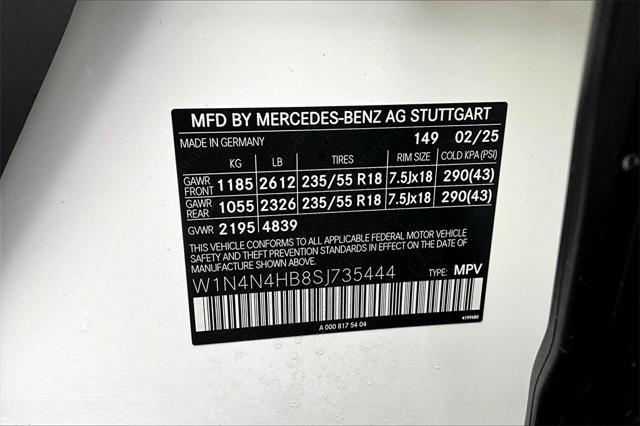 MFD BY MERCEDES-BENZ AG STUTTGART
MADE IN GERMANY 149 02/25
KG LB TIRES RIM SIZE COLD KPA (PSI)
GAWR FRONT 1185 2612 235/55 R18 7.5Jx18 290(43)
GAWR REAR 1055 2326 235/55 R18 7.5Jx18 290(43)
GVWR 2195 4839
THIS VEHICLE CONFORMS TO ALL APPLICABLE FEDERAL MOTOR VEHICLE
SAFETY, BUMPER, AND THEFT PREVENTION STANDARDS IN EFFECT ON THE
DATE OF MANUFACTURE SHOWN ABOVE.
W1N4N4HB8SJ735444 TYPE: MPV
A 000 817 54 04 4199480